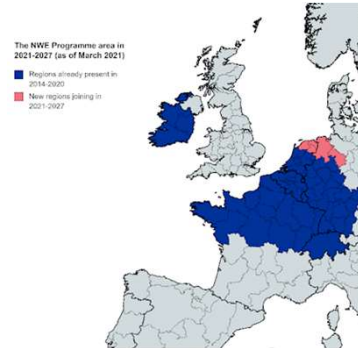 The NWE Programme area in
2021-2027 (as of March 2021)
Regions already present in
2014-2020
New regions joining in
2021-2027